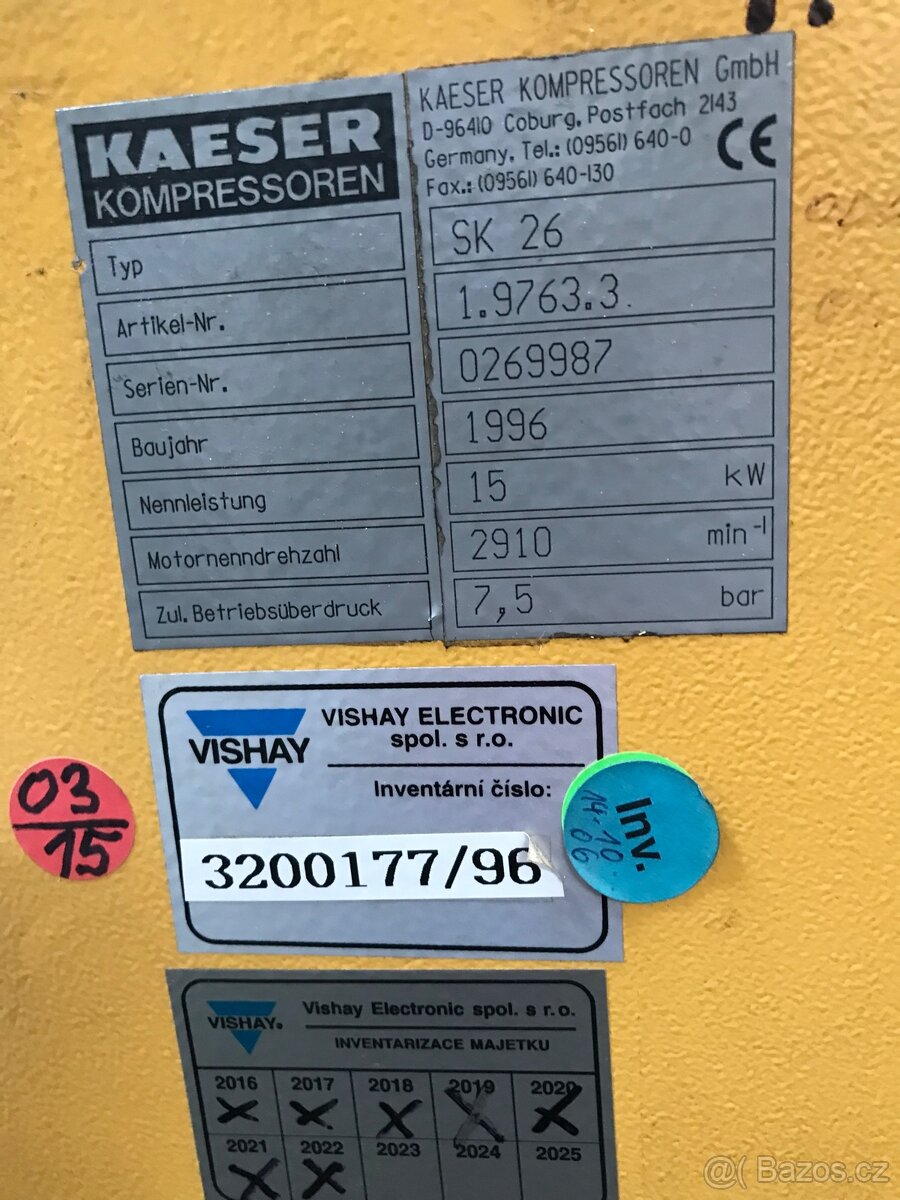 KAESER
KOMPRESSOREN
KAESER KOMPRESSOREN GmbH
D-96410 Coburg, Postfach 2143
Germany, Tel.: (09561) 640-0
Fax.: (09561) 640-130
CE
Typ SK 26
Artikel-Nr. 1.9763.3
Serien-Nr. 0269987
Baujahr 1996
Nennleistung 15 kW
Motornenndrehzahl 2910 min-1
Zul. Betriebsüberdruck 7,5 bar
VISHAY
VISHAY ELECTRONIC
spol. s r.o.
Inventární číslo:
3200177/96
03
15
Inv.
14.10
06
VISHAY®
Vishay Electronic spol. s r.o.
INVENTARIZACE MAJETKU
2016 2017 2018 2019 2020
X X X X X
2021 2022 2023 2024 2025
X X
@( Bazos.cz